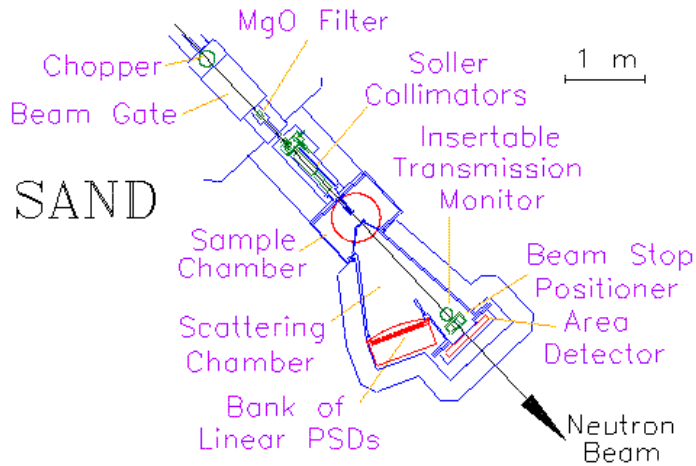 MgO Filter
Chopper
Soller
Collimators
1 m
Beam Gate
Insertable
Transmission
Monitor
SAND
Sample
Chamber
Beam Stop
Positioner
Scattering
Chamber
Area
Detector
Bank of
Linear PSDs
Neutron
Beam